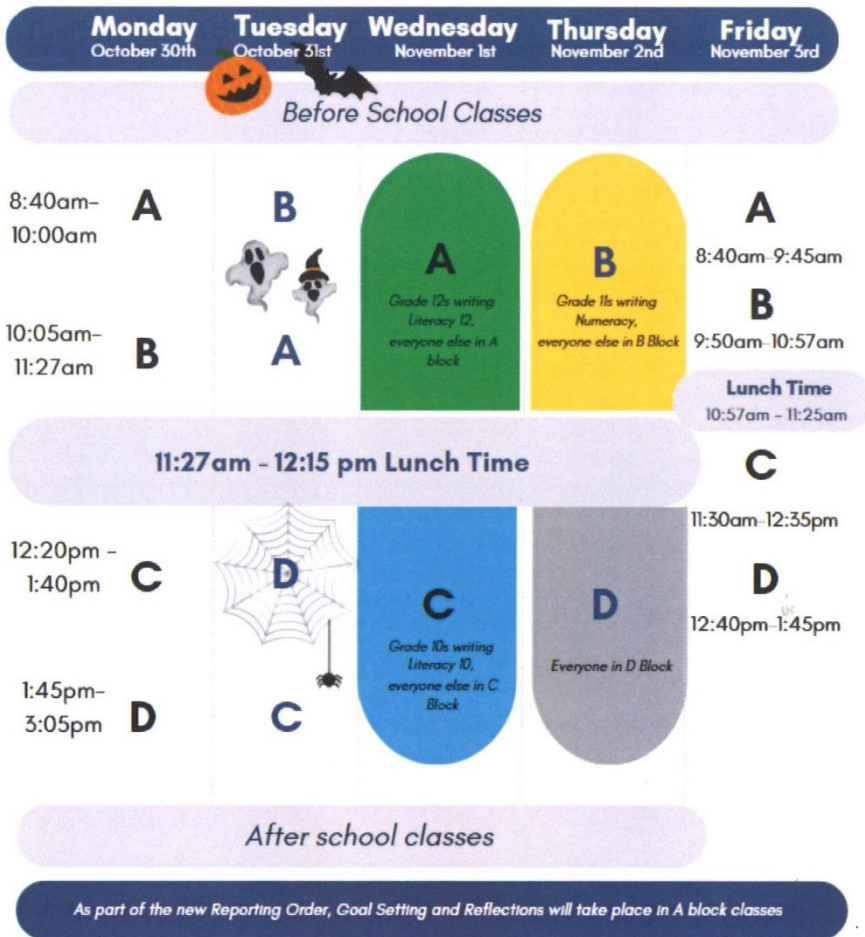 Monday Tuesday Wednesday Thursday Friday
October 30th October 31st November 1st November 2nd November 3rd
Before School Classes
8:40am-
10:00am
A
B
A
Grade 12s writing
Literacy 12,
everyone else in A
block
B
Grade 11s writing
Numeracy,
everyone else in B Block
A
8:40am-9:45am
10:05am-
11:27am
B
A
B
9:50am-10:57am
Lunch Time
10:57am - 11:25am
11:27am - 12:15 pm Lunch Time
C
11:30am-12:35pm
12:20pm -
1:40pm
C
D
C
Grade 10s writing
Literacy 10,
everyone else in C
Block
D
Everyone in D Block
D
12:40pm-1:45pm
1:45pm-
3:05pm
D
C
After school classes
As part of the new Reporting Order, Goal Setting and Reflections will take place in A block classes